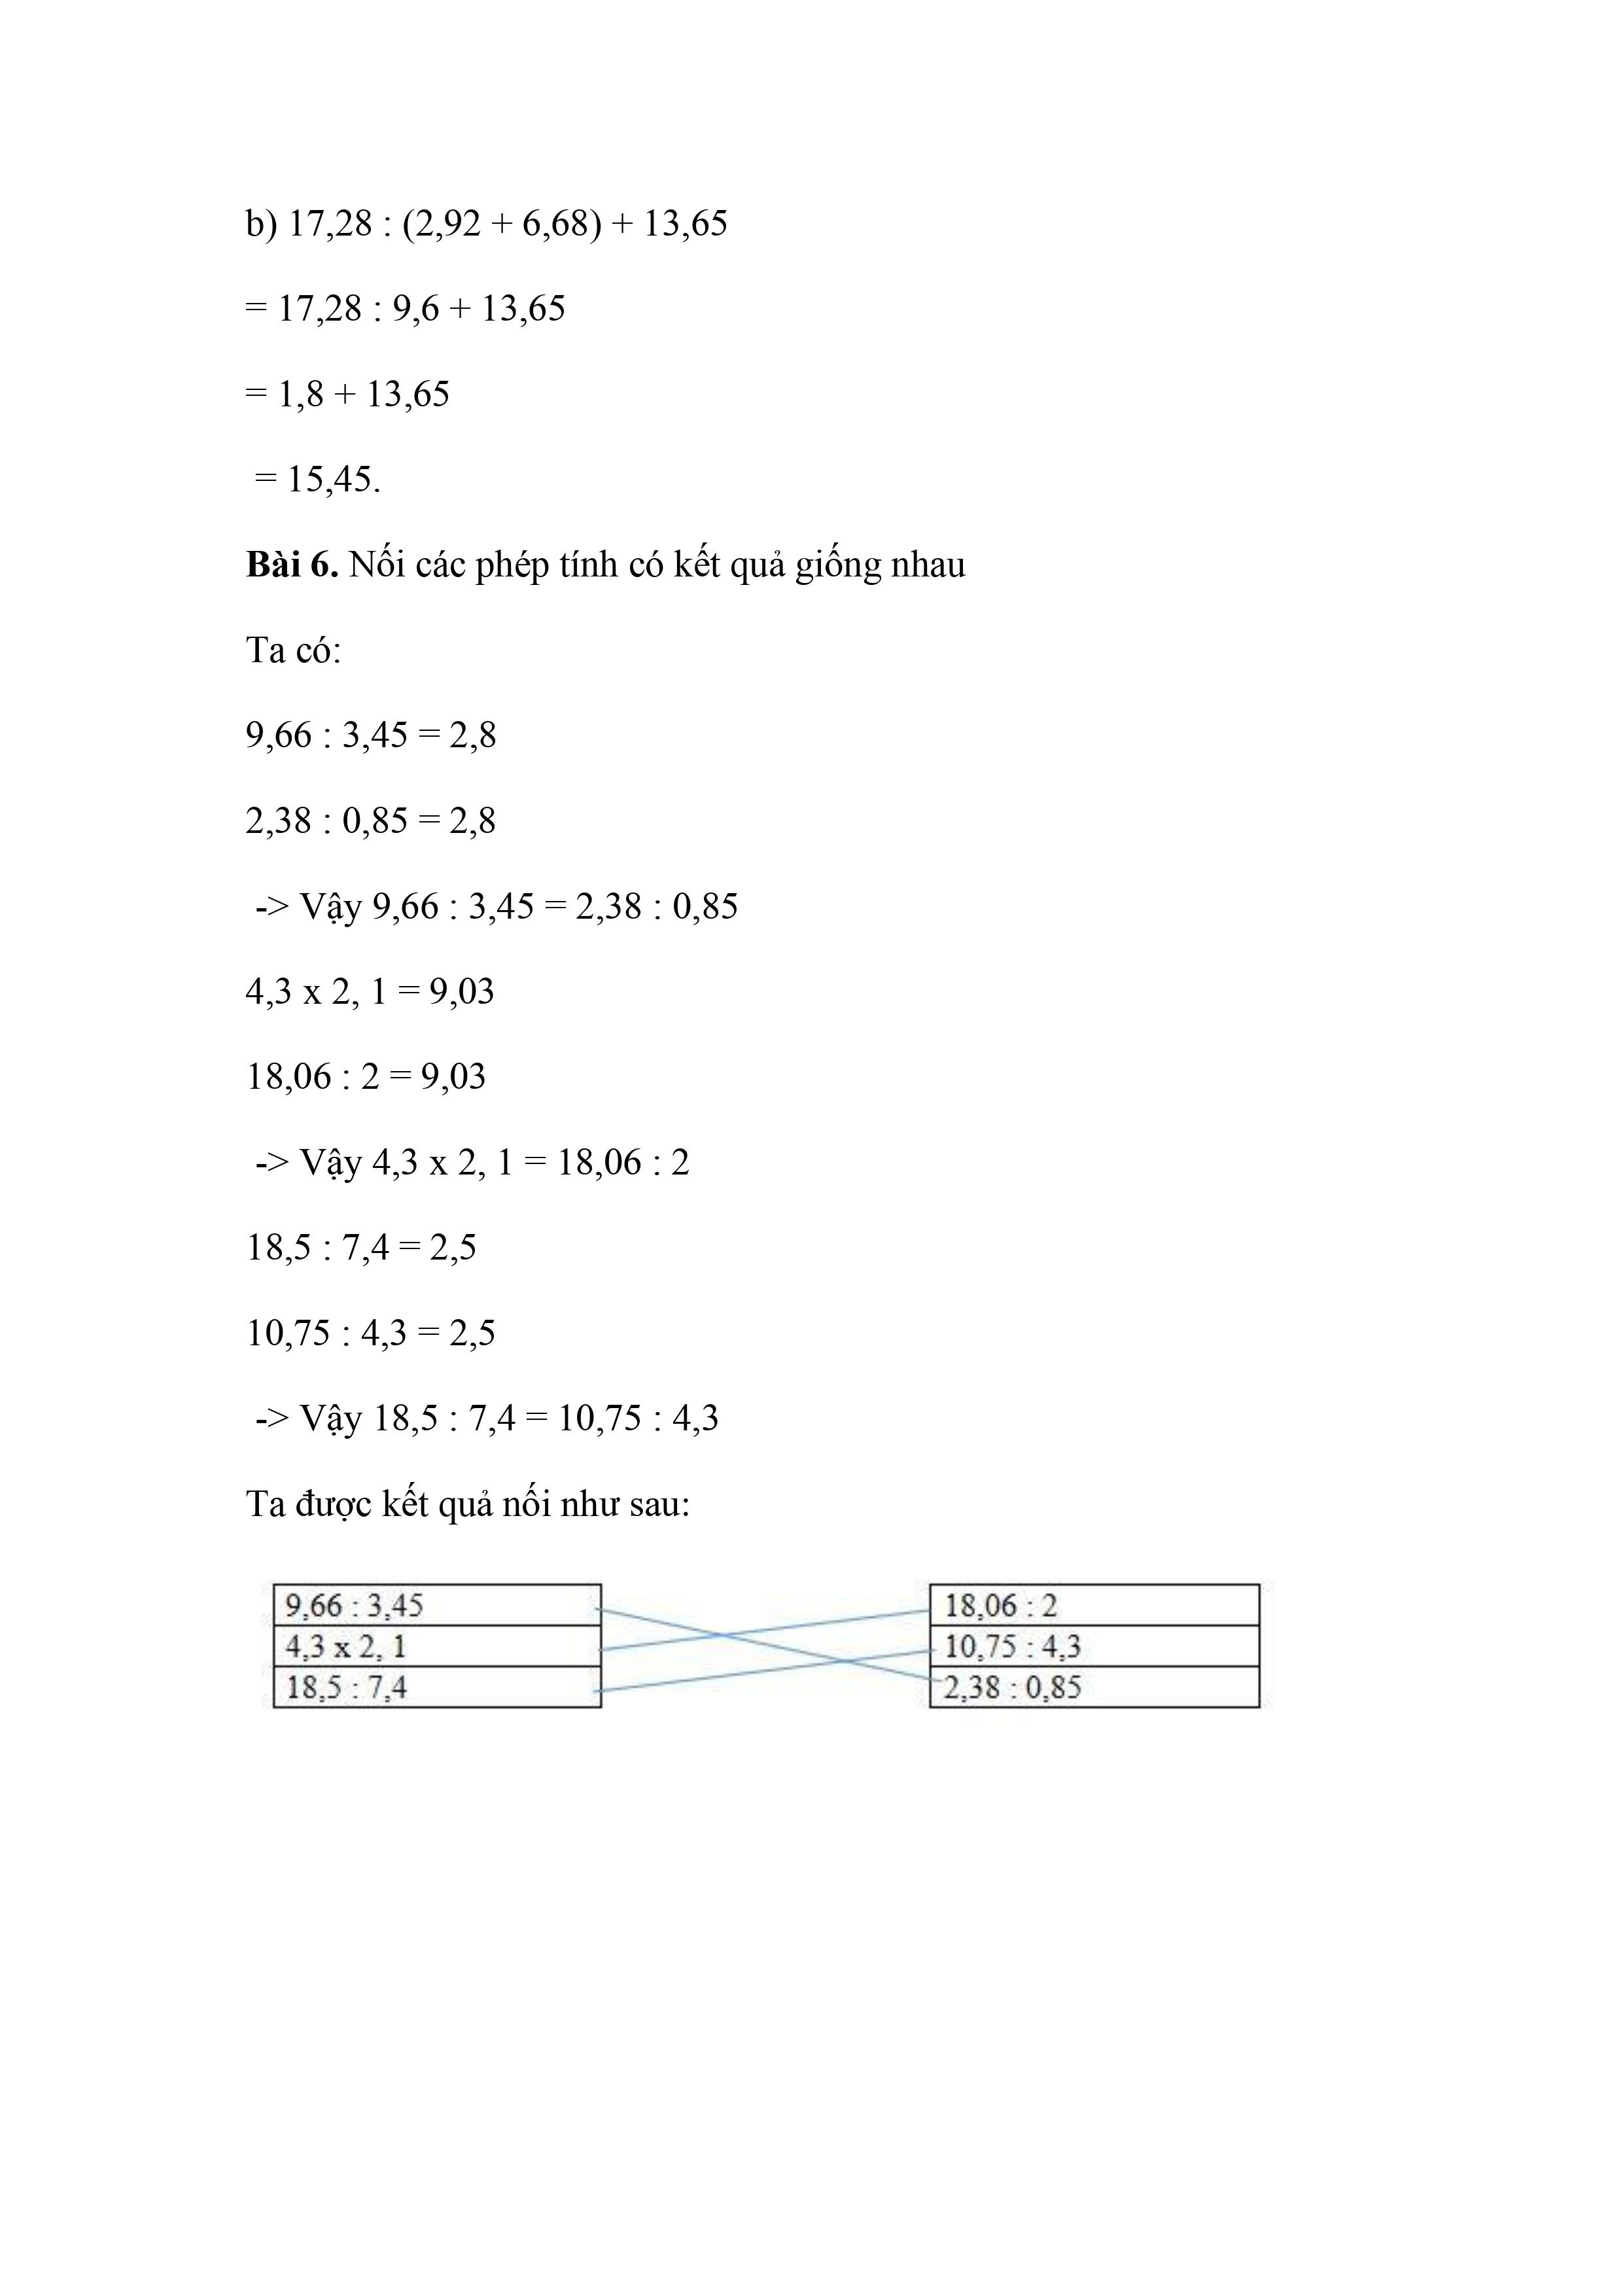 b) 17,28 : (2,92 + 6,68) + 13,65
= 17,28 : 9,6 + 13,65
= 1,8 + 13,65
= 15,45.
Bài 6. Nối các phép tính có kết quả giống nhau
Ta có:
9,66 : 3,45 = 2,8
2,38 : 0,85 = 2,8
-> Vậy 9,66 : 3,45 = 2,38 : 0,85
4,3 x 2, 1 = 9,03
18,06 : 2 = 9,03
-> Vậy 4,3 x 2, 1 = 18,06 : 2
18,5 : 7,4 = 2,5
10,75 : 4,3 = 2,5
-> Vậy 18,5 : 7,4 = 10,75 : 4,3
Ta được kết quả nối như sau:
9,66 : 3,45 18,06 : 2
4,3 x 2, 1 10,75 : 4,3
18,5 : 7,4 2,38 : 0,85